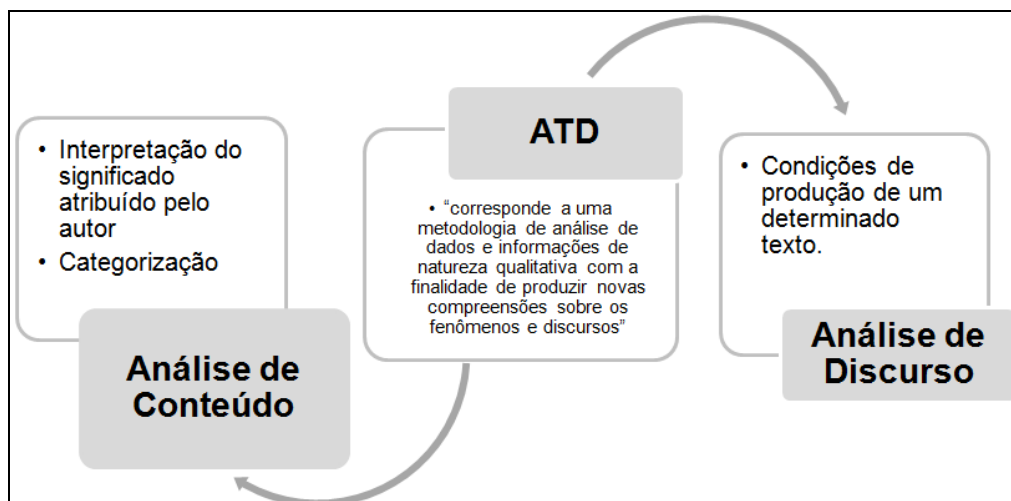 • Interpretação do
significado
atribuído pelo
autor
• Categorização
Análise de
Conteúdo
ATD
• “corresponde a uma
metodologia de análise de
dados e informações de
natureza qualitativa com a
finalidade de produzir novas
compreensões sobre os
fenômenos e discursos”
• Condições de
produção de um
determinado
texto.
Análise de
Discurso